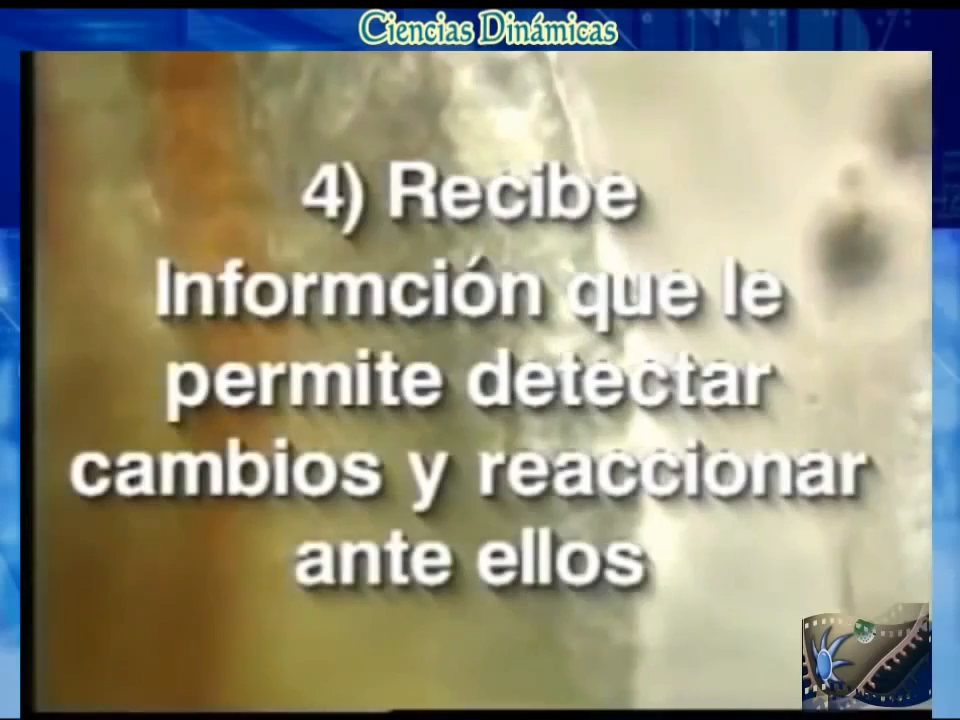 Ciencias Dinámicas
4) Recibe
Informción que le
permite detectar
cambios y reaccionar
ante ellos